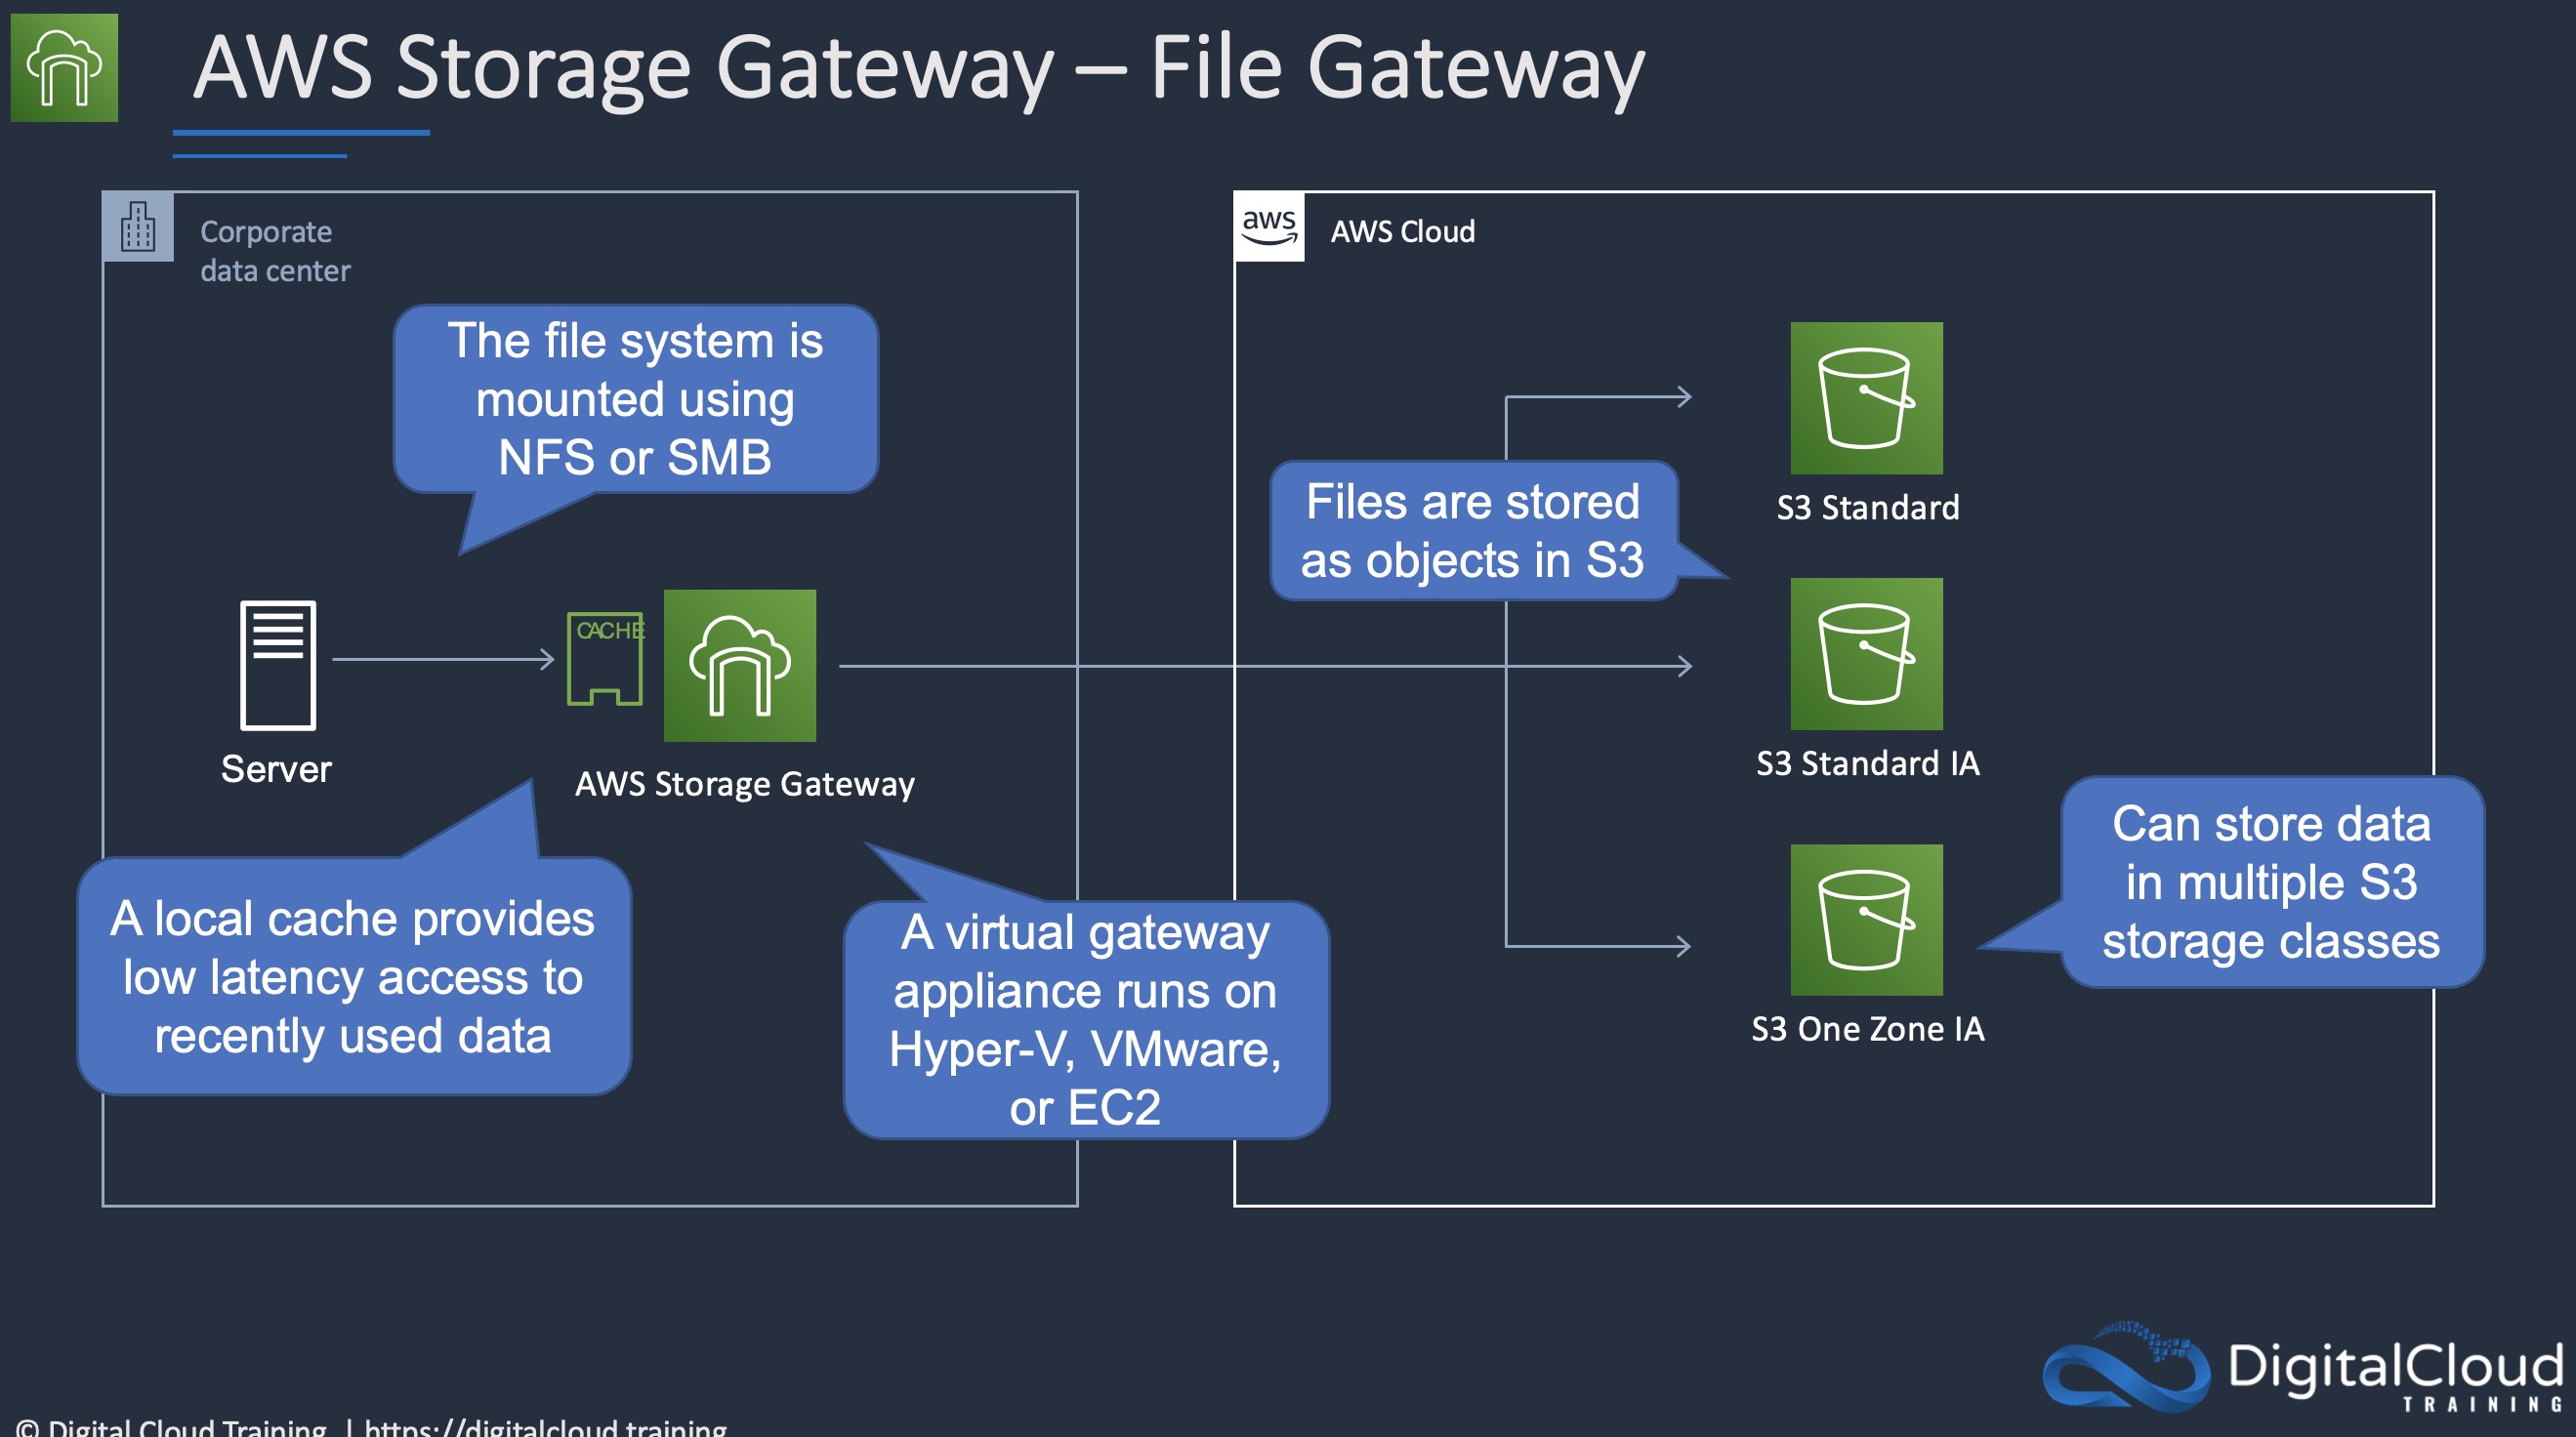 AWS Storage Gateway – File Gateway
Corporate
data center
The file system is
mounted using
NFS or SMB
CACHE
Server
AWS Storage Gateway
A local cache provides
low latency access to
recently used data
A virtual gateway
appliance runs on
Hyper-V, VMware,
or EC2
aws
AWS Cloud
Files are stored
as objects in S3
S3 Standard
S3 Standard IA
S3 One Zone IA
Can store data
in multiple S3
storage classes
DigitalCloud
TRAINING
© Digital Cloud Training | https://digitalcloud.training